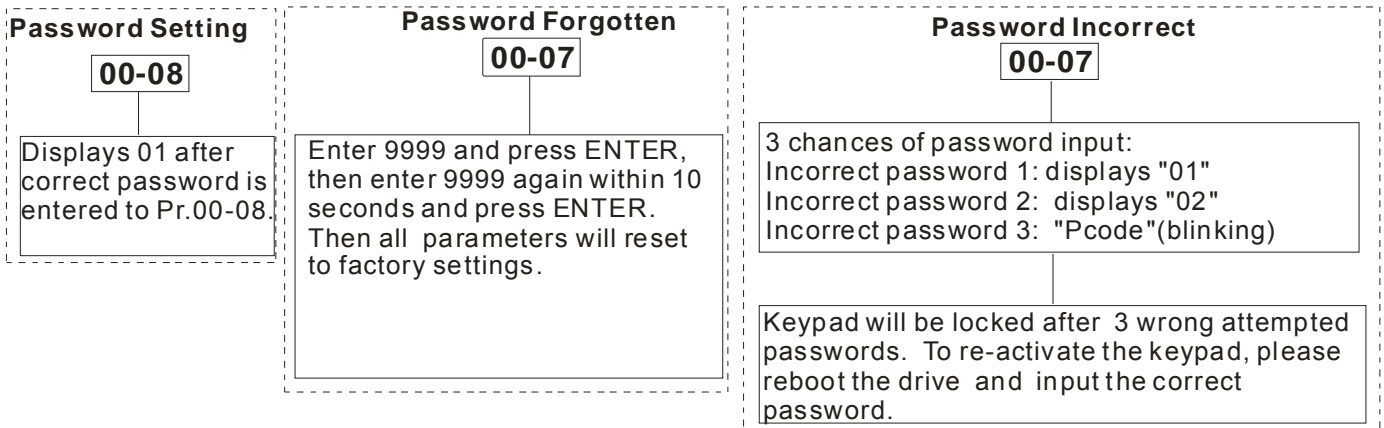 Password Setting
00-08
Displays 01 after
correct password is
entered to Pr.00-08.
Password Forgotten
00-07
Enter 9999 and press ENTER,
then enter 9999 again within 10
seconds and press ENTER.
Then all parameters will reset
to factory settings.
Password Incorrect
00-07
3 chances of password input:
Incorrect password 1: displays "01"
Incorrect password 2: displays "02"
Incorrect password 3: "Pcode"(blinking)
Keypad will be locked after 3 wrong attempted
passwords. To re-activate the keypad, please
reboot the drive and input the correct
password.